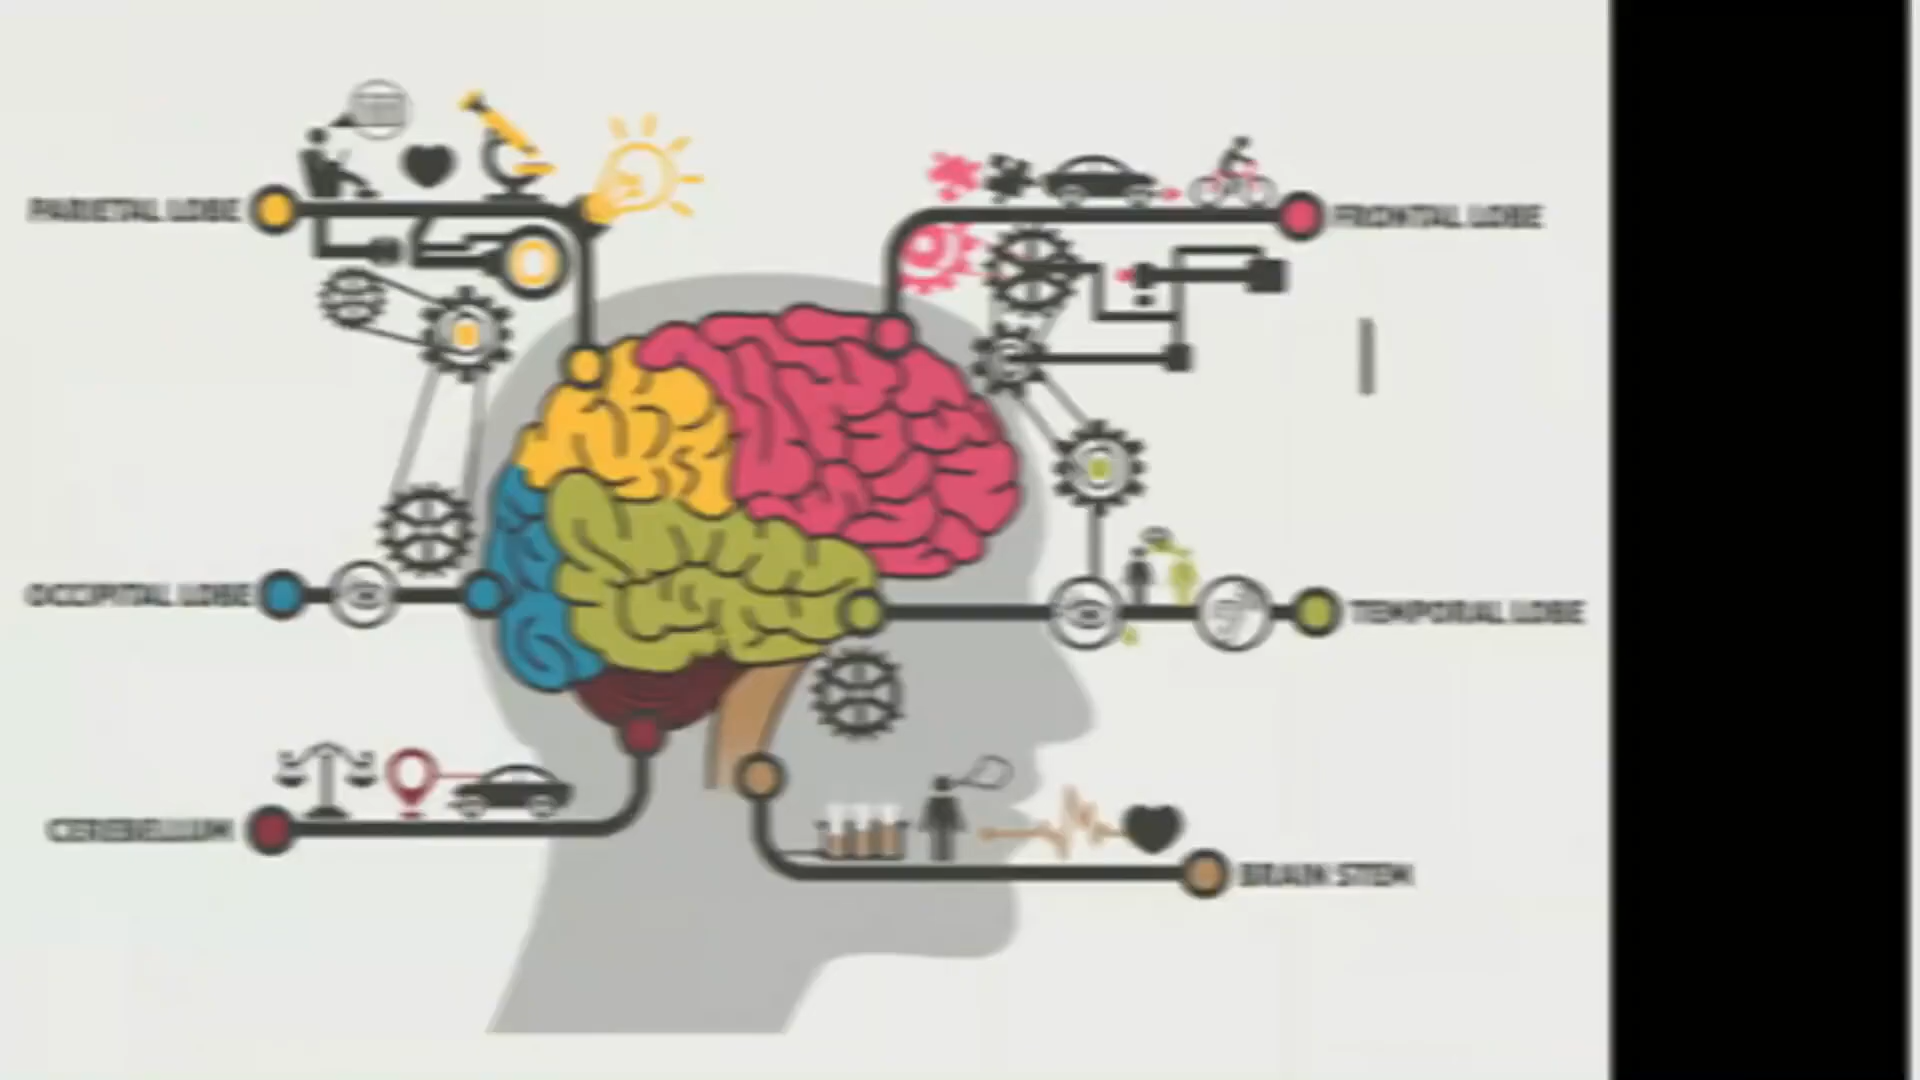 PARIETAL LOBE
FRONTAL LOBE
OCCIPITAL LOBE
TEMPORAL LOBE
CEREBELLUM
BRAIN STEM